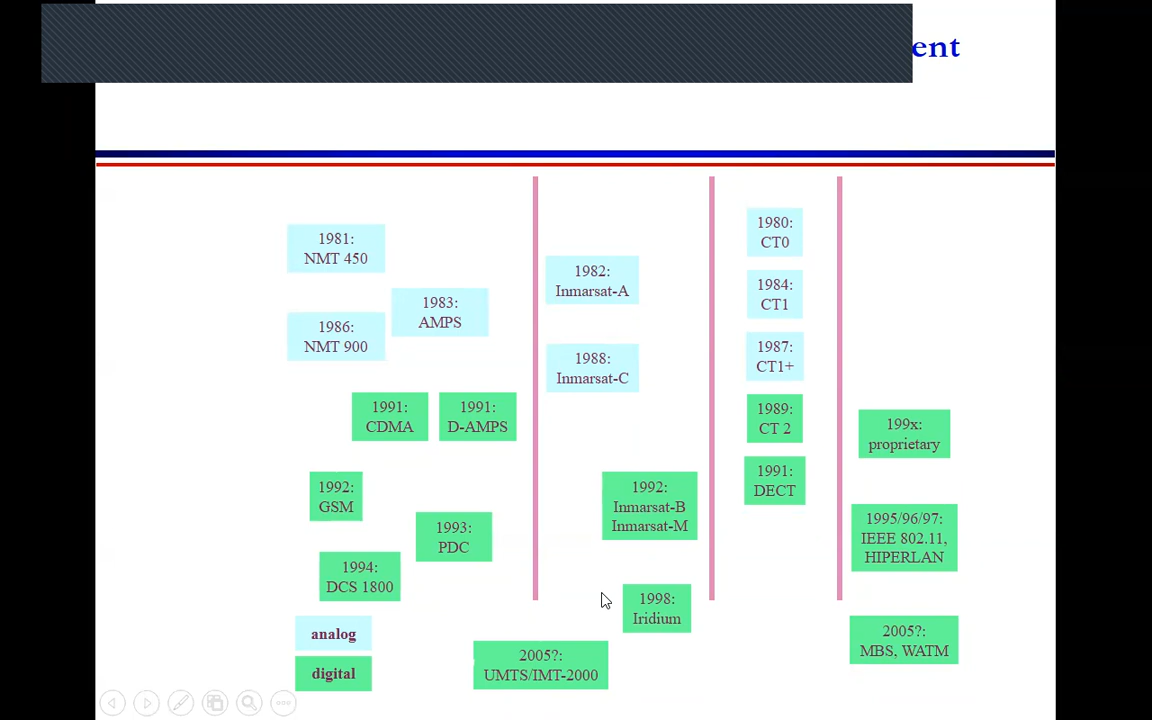 ent
1981:
NMT 450
1983:
AMPS
1986:
NMT 900
1991:
CDMA
1991:
D-AMPS
1992:
GSM
1993:
PDC
1994:
DCS 1800
analog
digital
1982:
Inmarsat-A
1988:
Inmarsat-C
1992:
Inmarsat-B
Inmarsat-M
1998:
Iridium
2005?:
UMTS/IMT-2000
1980:
CT0
1984:
CT1
1987:
CT1+
1989:
CT 2
1991:
DECT
199x:
proprietary
1995/96/97:
IEEE 802.11,
HIPERLAN
2005?:
MBS, WATM